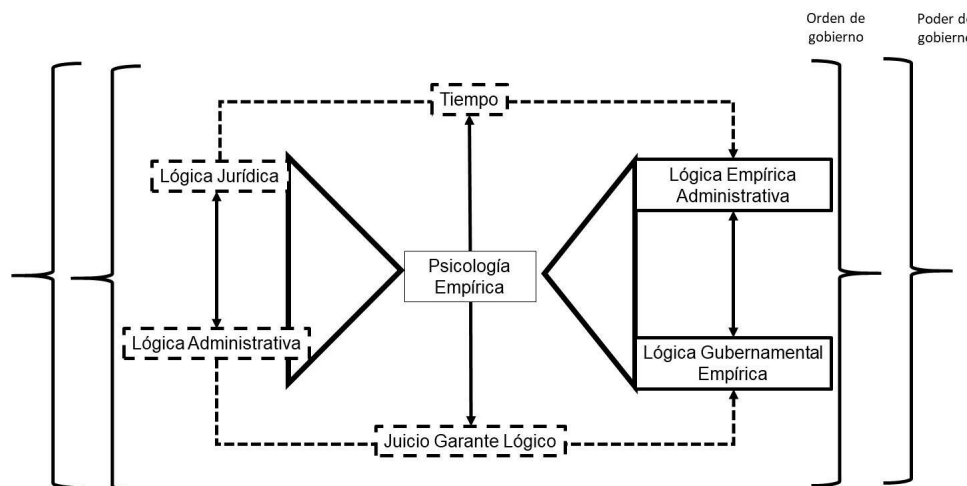 Orden de
gobierno
Poder de
gobierno
Tiempo
Lógica Jurídica
Lógica Empírica
Administrativa
Psicología
Empírica
Lógica Administrativa
Lógica Gubernamental
Empírica
Juicio Garante Lógico